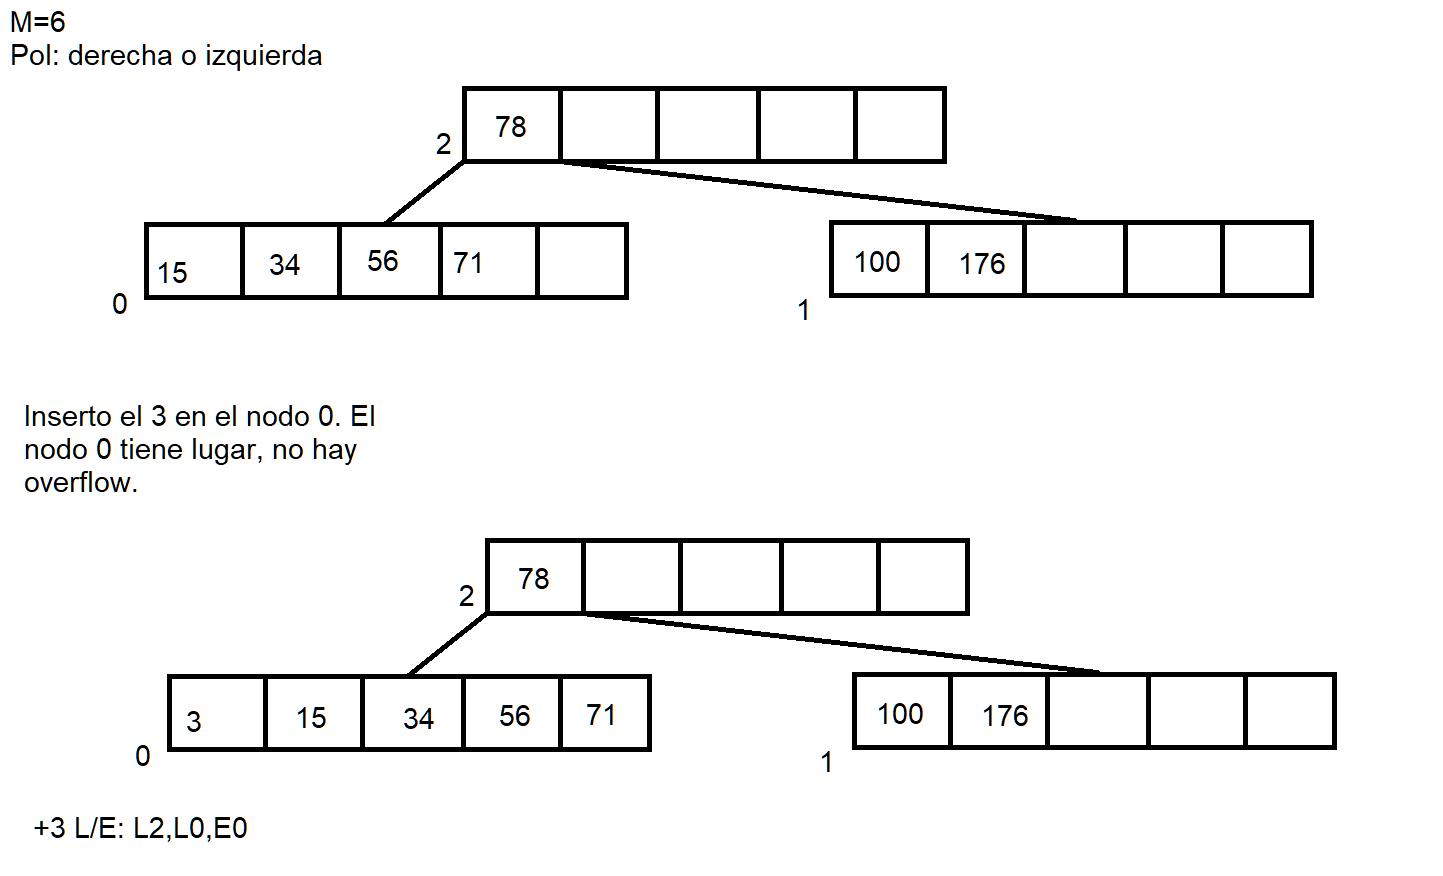 M=6
Pol: derecha o izquierda
78
2
15 34 56 71
100 176
0
1
Inserto el 3 en el nodo 0. El
nodo 0 tiene lugar, no hay
overflow.
78
2
3 15 34 56 71
100 176
0
1
+3 L/E: L2,L0,E0